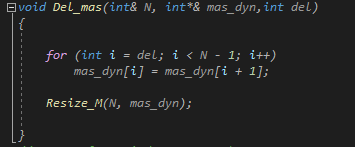 void Del_mas(int& N, int*& mas_dyn,int del)
{
for (int i = del; i < N - 1; i++)
mas_dyn[i] = mas_dyn[i + 1];
Resize_M(N, mas_dyn);
}